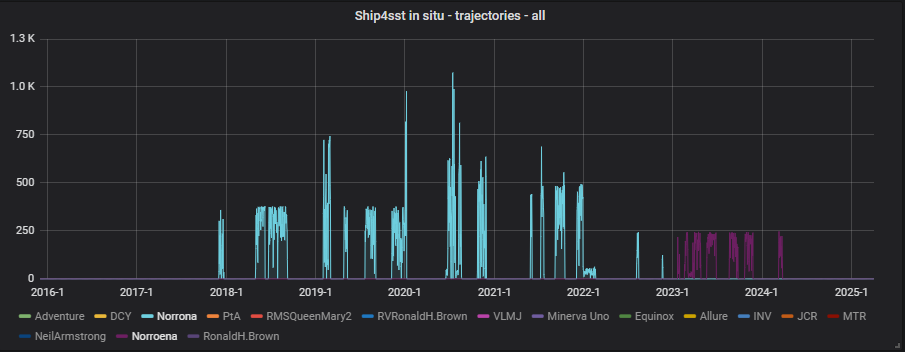 Ship4sst in situ - trajectories - all
1.3 K
1.0 K
750
500
250
0
2016-1 2017-1 2018-1 2019-1 2020-1 2021-1 2022-1 2023-1 2024-1 2025-1
Adventure DCY Norrona PtA RMSQueenMary2 RVRonaldH.Brown VLMJ Minerva Uno Equinox Allure INV JCR MTR
NeilArmstrong Norroena RonaldH.Brown